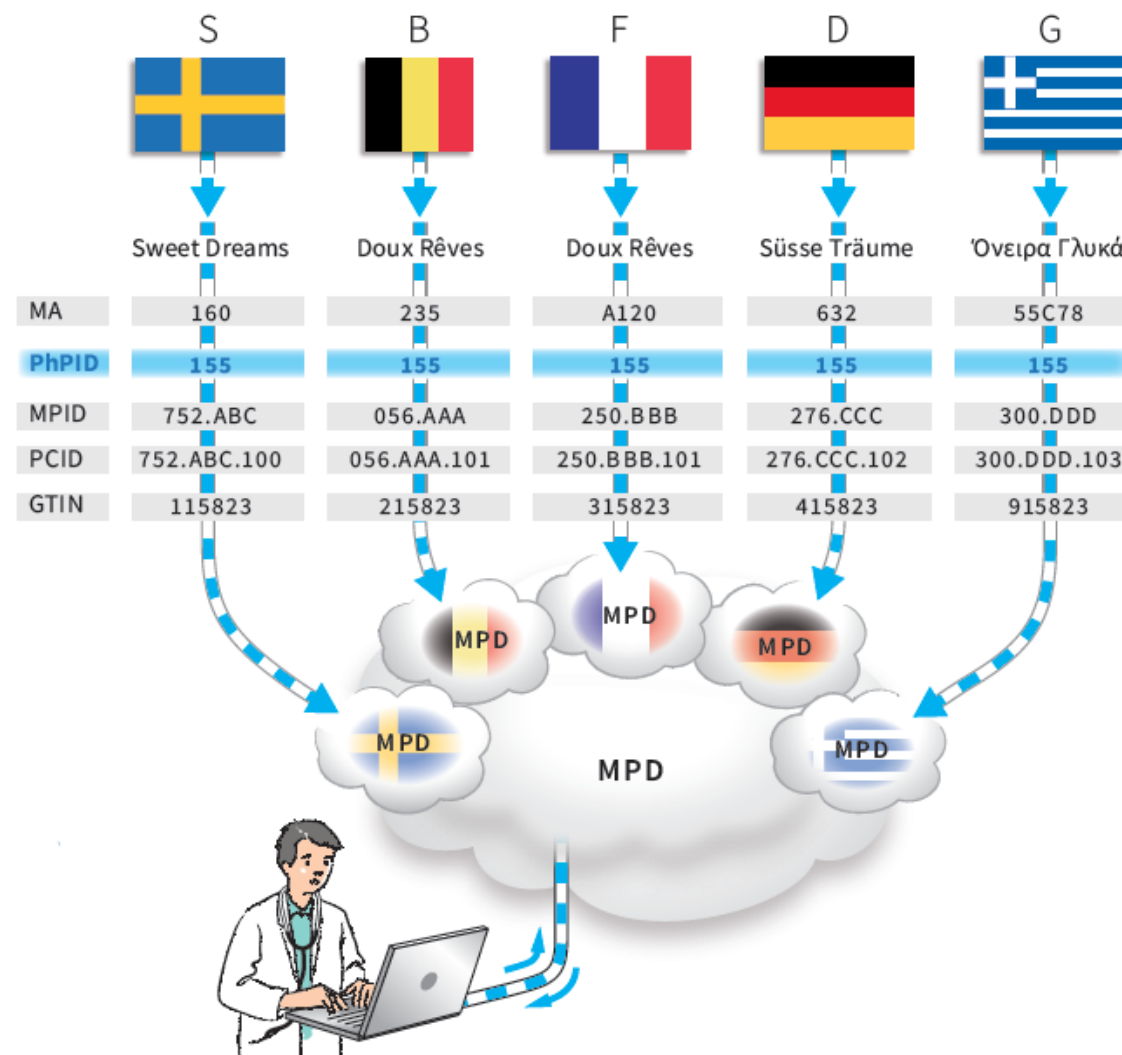 S B F D G
Sweet Dreams Doux Rêves Doux Rêves Süsse Träume Όνειρα Γλυκά
MA 160 235 A120 632 55C78
PhPID 155 155 155 155 155
MPID 752.ABC 056.AAA 250.BBB 276.CCC 300.DDD
PCID 752.ABC.100 056.AAA.101 250.BBB.101 276.CCC.102 300.DDD.103
GTIN 115823 215823 315823 415823 915823
MPD
MPD
MPD
MPD
MPD
MPD